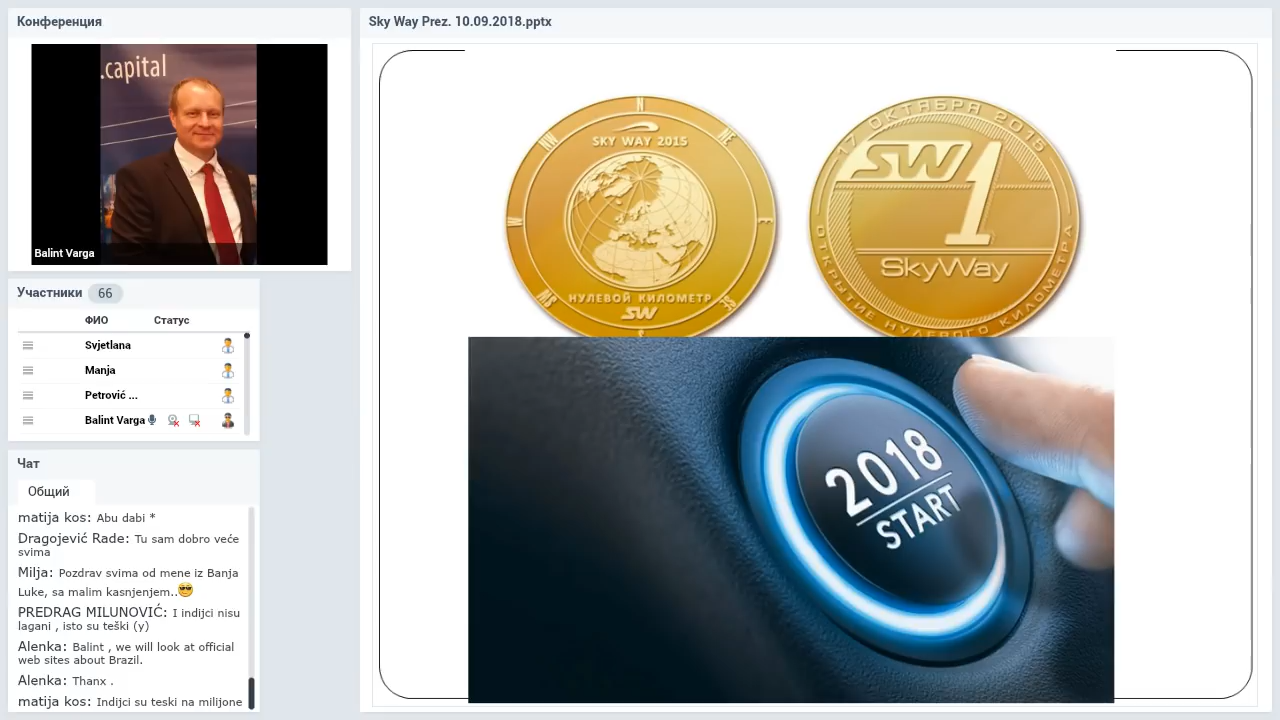 Конференция
.capital
Balint Varga
Участники 66
ФИО Статус
Svjetlana
Manja
Petrović ...
Balint Varga
Чат
Общий
matija kos: Abu dabi *
Dragojević Rade: Tu sam dobro veće
svima
Milja: Pozdrav svima od mene iz Banja
Luke, sa malim kasnjenjem..
PREDRAG MILUNOVIĆ: I indijci nisu
lagani , isto su teški (y)
Alenka: Balint , we will look at official
web sites about Brazil.
Alenka: Thanx .
matija kos: Indijci su teski na milijone
Sky Way Prez. 10.09.2018.pptx
N
NW
NE
SKY WAY 2015
W
E
НУЛЕВОЙ КИЛОМЕТР
SW
17 ОКТЯБРЯ 2015
SW 1
SkyWay
ОТКРЫТИЕ НУЛЕВОГО КИЛОМЕТРА
2018
START